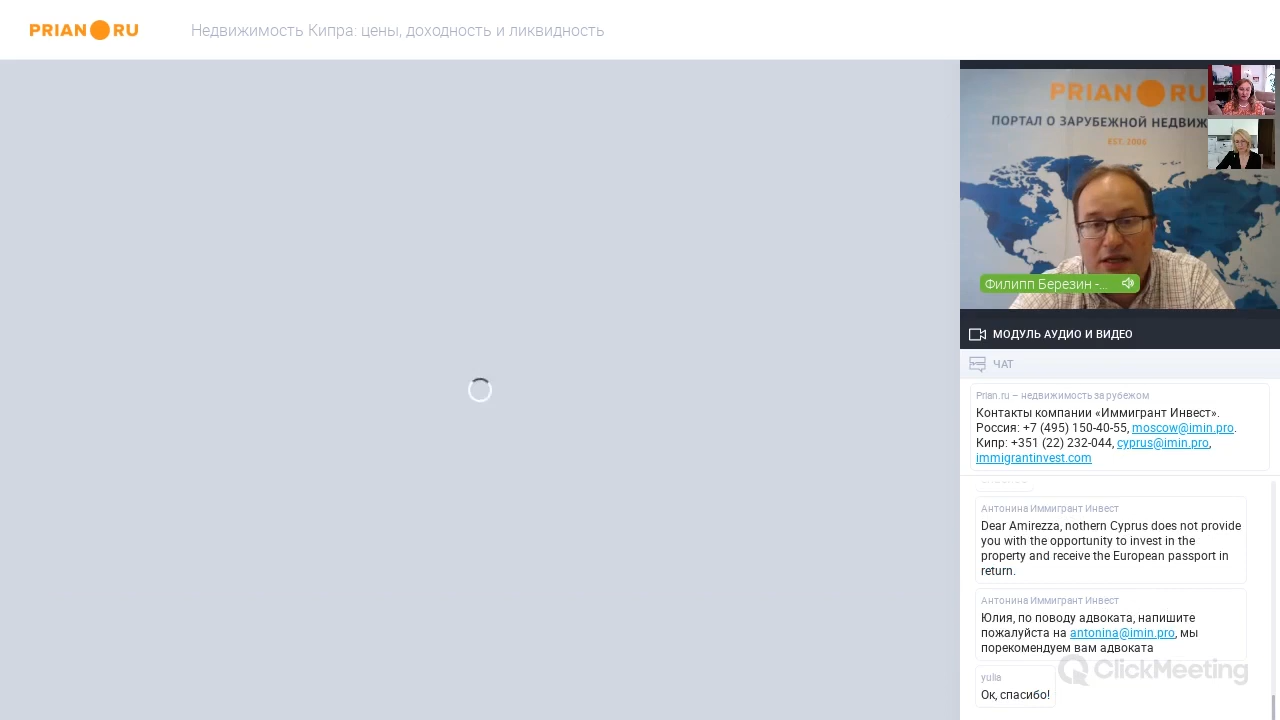 PRIAN RU
Недвижимость Кипра: цены, доходность и ликвидность
PRIAN RU
ПОРТАЛ О ЗАРУБЕЖНОЙ НЕДВИЖ
EST. 2006
Филипп Березин -...
МОДУЛЬ АУДИО И ВИДЕО
ЧАТ
Prian.ru – недвижимость за рубежом
Контакты компании «Иммигрант Инвест».
Россия: +7 (495) 150-40-55, moscow@imin.pro.
Кипр: +351 (22) 232-044, cyprus@imin.pro,
immigrantinvest.com
Антонина Иммигрант Инвест
Dear Amirezza, nothern Cyprus does not provide
you with the opportunity to invest in the
property and receive the European passport in
return.
Антонина Иммигрант Инвест
Юлия, по поводу адвоката, напишите
пожалуйста на antonina@imin.pro, мы
порекомендуем вам адвоката
ClickMeeting
yulia
Ок, спасибо!